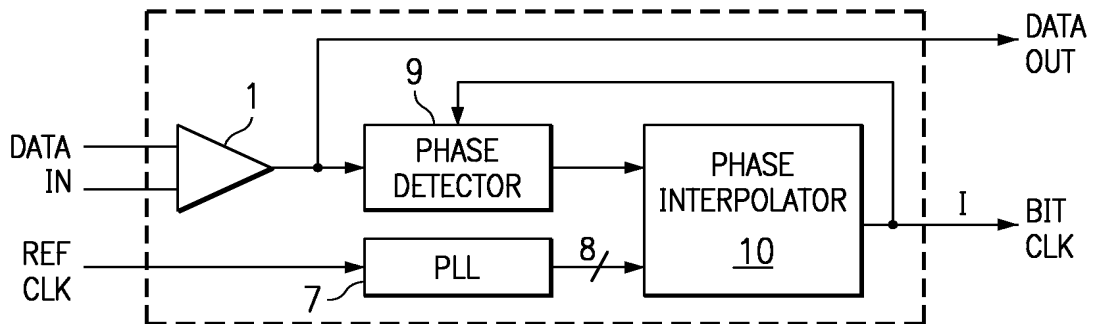 DATA
OUT
9
1
DATA
IN
PHASE
DETECTOR
PHASE
INTERPOLATOR
10
I
BIT
CLK
REF
CLK
PLL
7
8